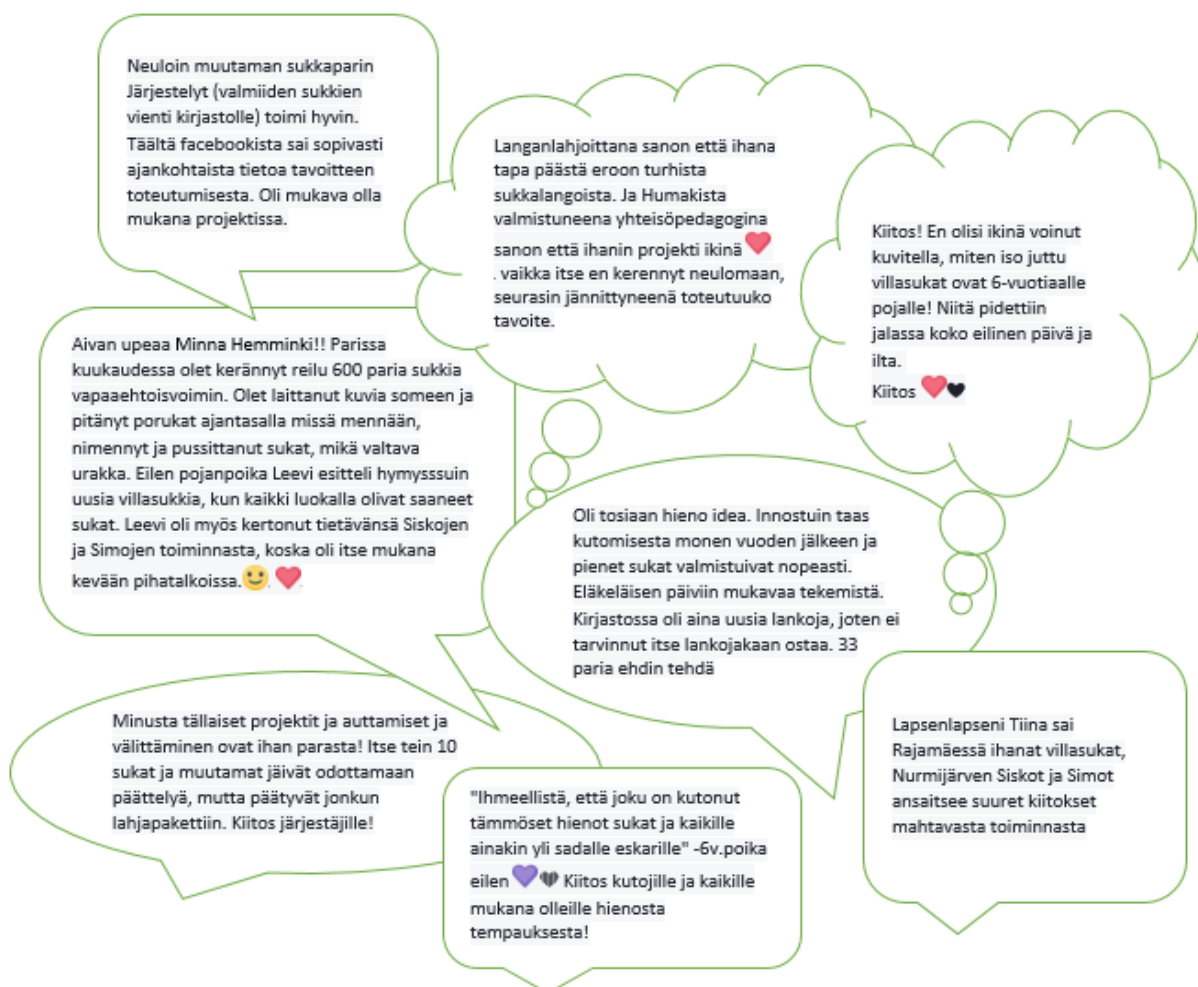 Neuloin muutaman sukkaparin
Järjestelyt (valmiiden sukkien
vienti kirjastolle) toimi hyvin.
Täältä facebookista sai sopivasti
ajankohtaista tietoa tavoitteen
toteutumisesta. Oli mukava olla
mukana projektissa.
Langanlahjoittana sanon että ihana
tapa päästä eroon turhista
sukkalangoista. Ja Humakista
valmistuneena yhteisöpedagogina
sanon että ihanin projekti ikinä ❤️
. vaikka itse en kerennyt neulomaan,
seurasin jännittyneenä toteutuuko
tavoite.
Kiitos! En olisi ikinä voinut
kuvitella, miten iso juttu
villasukat ovat 6-vuotiaalle
pojalle! Niitä pidettiin
jalassa koko eilinen päivä ja
ilta.
Kiitos ❤️🖤
Aivan upeaa Minna Hemminki!! Parissa
kuukaudessa olet kerännyt reilu 600 paria sukkia
vapaaehtoisvoimin. Olet laittanut kuvia someen ja
pitänyt porukat ajantasalla missä mennään,
nimennyt ja pussittanut sukat, mikä valtava
urakka. Eilen pojanpoika Leevi esitteli hymysssuin
uusia villasukkia, kun kaikki luokalla olivat saaneet
sukat. Leevi oli myös kertonut tietävänsä Siskojen
ja Simojen toiminnasta, koska oli itse mukana
kevään pihatalkoissa.🙂. ❤️.
Oli tosiaan hieno idea. Innostuin taas
kutomisesta monen vuoden jälkeen ja
pienet sukat valmistuivat nopeasti.
Eläkeläisen päiviin mukavaa tekemistä.
Kirjastossa oli aina uusia lankoja, joten ei
tarvinnut itse lankojakaan ostaa. 33
paria ehdin tehdä
Minusta tällaiset projektit ja auttamiset ja
välittäminen ovat ihan parasta! Itse tein 10
sukat ja muutamat jäivät odottamaan
päättelyä, mutta päätyvät jonkun
lahjapakettiin. Kiitos järjestäjille!
"Ihmeellistä, että joku on kutonut
tämmöset hienot sukat ja kaikille
ainakin yli sadalle eskarille" -6v.poika
eilen 💜🖤 Kiitos kutojille ja kaikille
mukana olleille hienosta
tempauksesta!
Lapsenlapseni Tiina sai
Rajamäessä ihanat villasukat,
Nurmijärven Siskot ja Simot
ansaitsee suuret kiitokset
mahtavasta toiminnasta